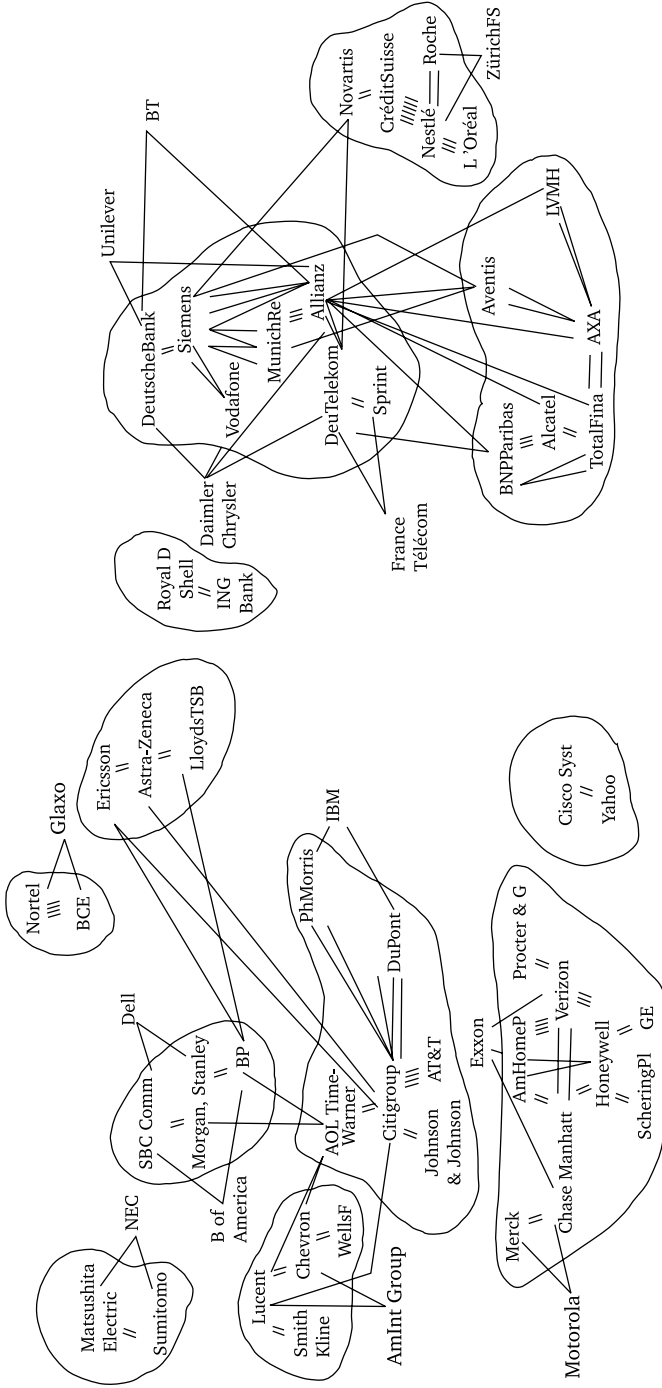 Matsushita
Electric
Sumitomo
NEC
SBC Comm
Morgan, Stanley
BP
Dell
B of
America
Nortel
BCE
Glaxo
Ericsson
Astra-Zeneca
LloydsTSB
Lucent
Smith
Kline
Chevron
WellsF
AmInt Group
AOL Time-
Warner
Citigroup
Johnson
& Johnson
AT&T
PhMorris
DuPont
IBM
Merck
Chase Manhatt
Motorola
Exxon
AmHomeP
Procter & G
Verizon
Honeywell
ScheringPl
GE
Cisco Syst
Yahoo
Royal D
Shell
ING
Bank
Daimler
Chrysler
DeutscheBank
Siemens
Vodafone
MunichRe
Allianz
DeuTelekom
Sprint
Unilever
BT
France
Télécom
Novartis
CréditSuisse
Nestlé
Roche
L 'Oréal
ZürichFS
BNPParibas
Alcatel
TotalFina
Aventis
AXA
LVMH